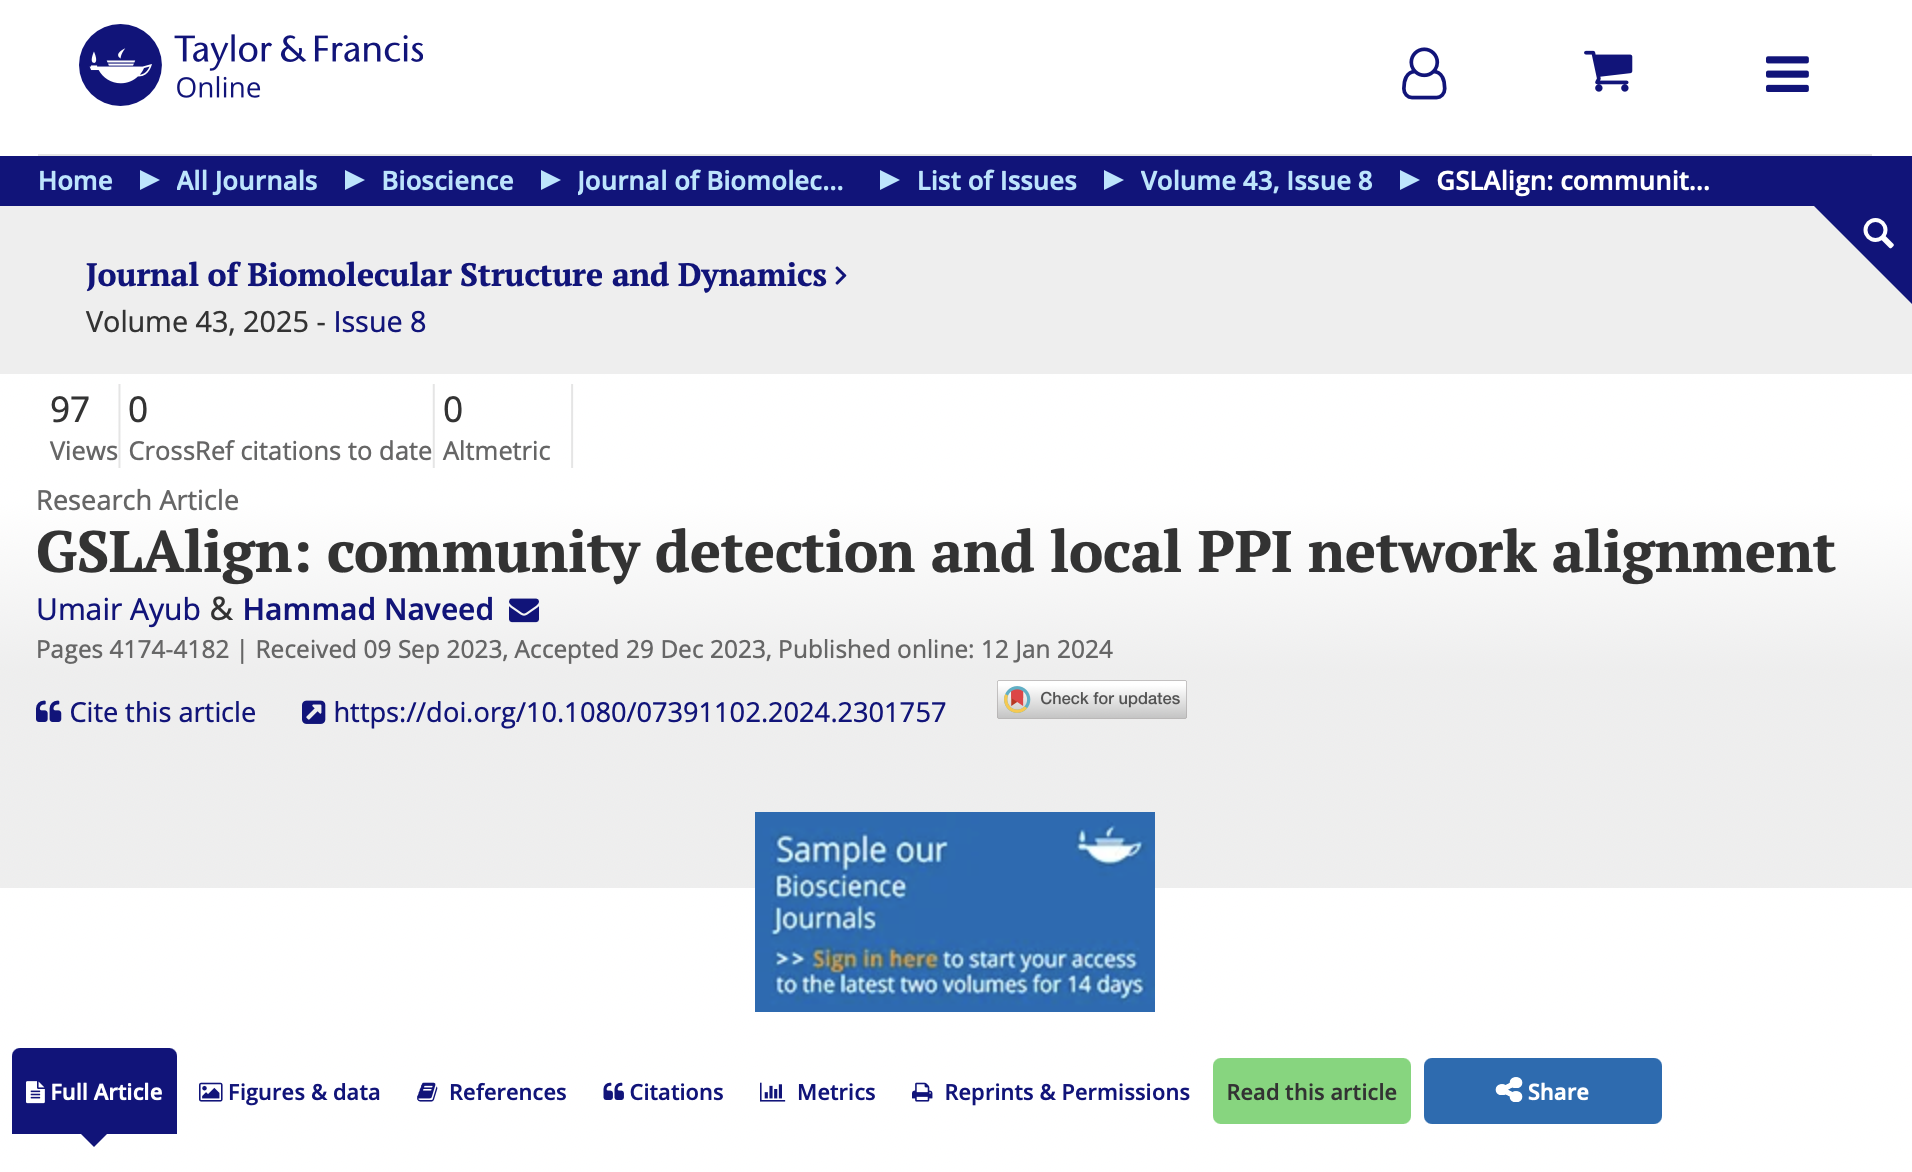 Taylor & Francis
Online
Home All Journals Bioscience Journal of Biomolec... List of Issues Volume 43, Issue 8 GSLAlign: communit...
Journal of Biomolecular Structure and Dynamics
Volume 43, 2025 - Issue 8
97 0 0
Views CrossRef citations to date Altmetric
Research Article
GSLAlign: community detection and local PPI network alignment
Umair Ayub & Hammad Naveed
Pages 4174-4182 | Received 09 Sep 2023, Accepted 29 Dec 2023, Published online: 12 Jan 2024
Cite this article https://doi.org/10.1080/07391102.2024.2301757 Check for updates
Sample our
Bioscience
Journals
>> Sign in here to start your access
to the latest two volumes for 14 days
Full Article Figures & data References Citations Metrics Reprints & Permissions Read this article Share